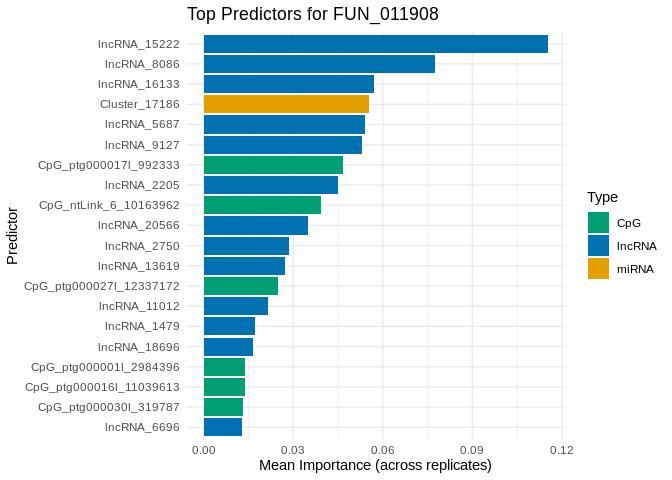 Top Predictors for FUN_011908
Predictor
lncRNA_15222
lncRNA_8086
lncRNA_16133
Cluster_17186
lncRNA_5687
lncRNA_9127
CpG_ptg000017l_992333
lncRNA_2205
CpG_ntLink_6_10163962
lncRNA_20566
lncRNA_2750
lncRNA_13619
CpG_ptg000027l_12337172
lncRNA_11012
lncRNA_1479
lncRNA_18696
CpG_ptg000001l_2984396
CpG_ptg000016l_11039613
CpG_ptg000030l_319787
lncRNA_6696
0.00 0.03 0.06 0.09 0.12
Mean Importance (across replicates)
Type
CpG
lncRNA
miRNA